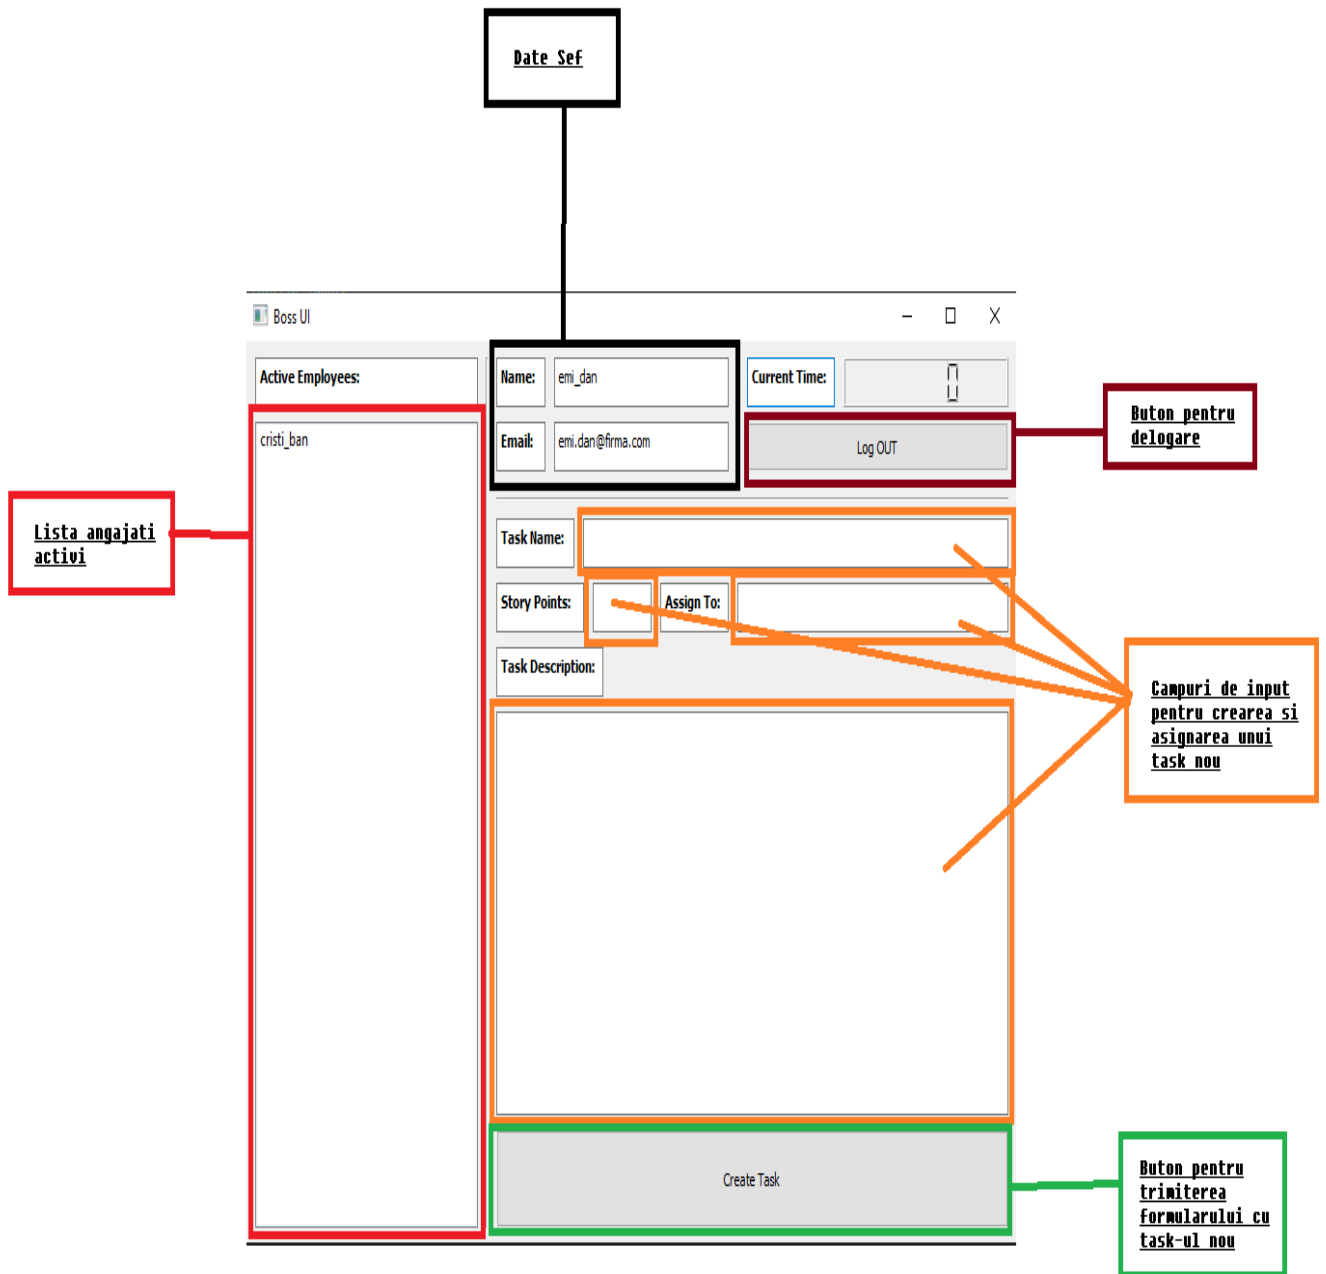 Date Sef
Boss UI
Active Employees:
Name:
emi_dan
Current Time:
0
Email:
emi.dan@firma.com
Log OUT
Buton pentru
delogare
cristi_ban
Lista angajati
activi
Task Name:
Story Points:
Assign To:
Task Description:
Campuri de input
pentru crearea si
asignarea unui
task nou
Create Task
Buton pentru
trimiterea
formularului cu
task-ul nou